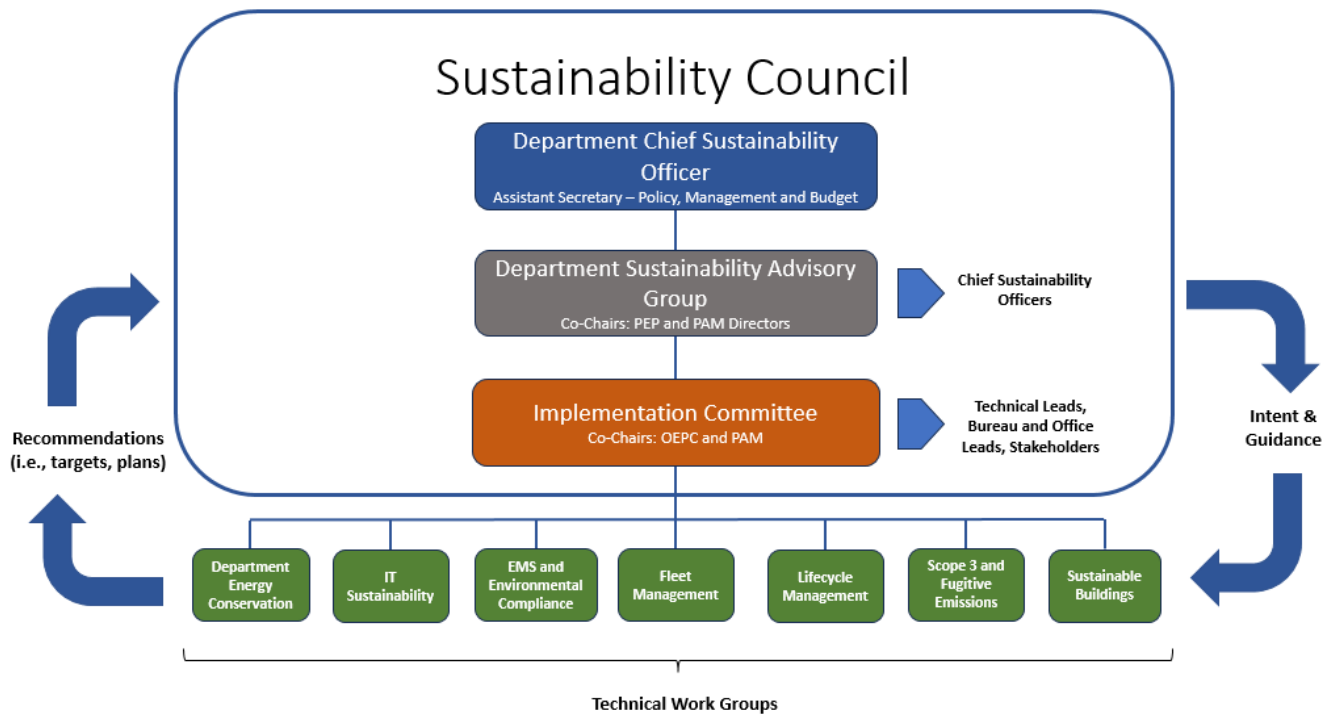 Sustainability Council
Department Chief Sustainability
Officer
Assistant Secretary – Policy, Management and Budget
Department Sustainability Advisory
Group
Co-Chairs: PEP and PAM Directors
Chief Sustainability
Officers
Implementation Committee
Co-Chairs: OEPC and PAM
Technical Leads,
Bureau and Office
Leads, Stakeholders
Recommendations
(i.e., targets, plans)
Intent &
Guidance
Department
Energy
Conservation
IT
Sustainability
EMS and
Environmental
Compliance
Fleet
Management
Lifecycle
Management
Scope 3 and
Fugitive
Emissions
Sustainable
Buildings
Technical Work Groups